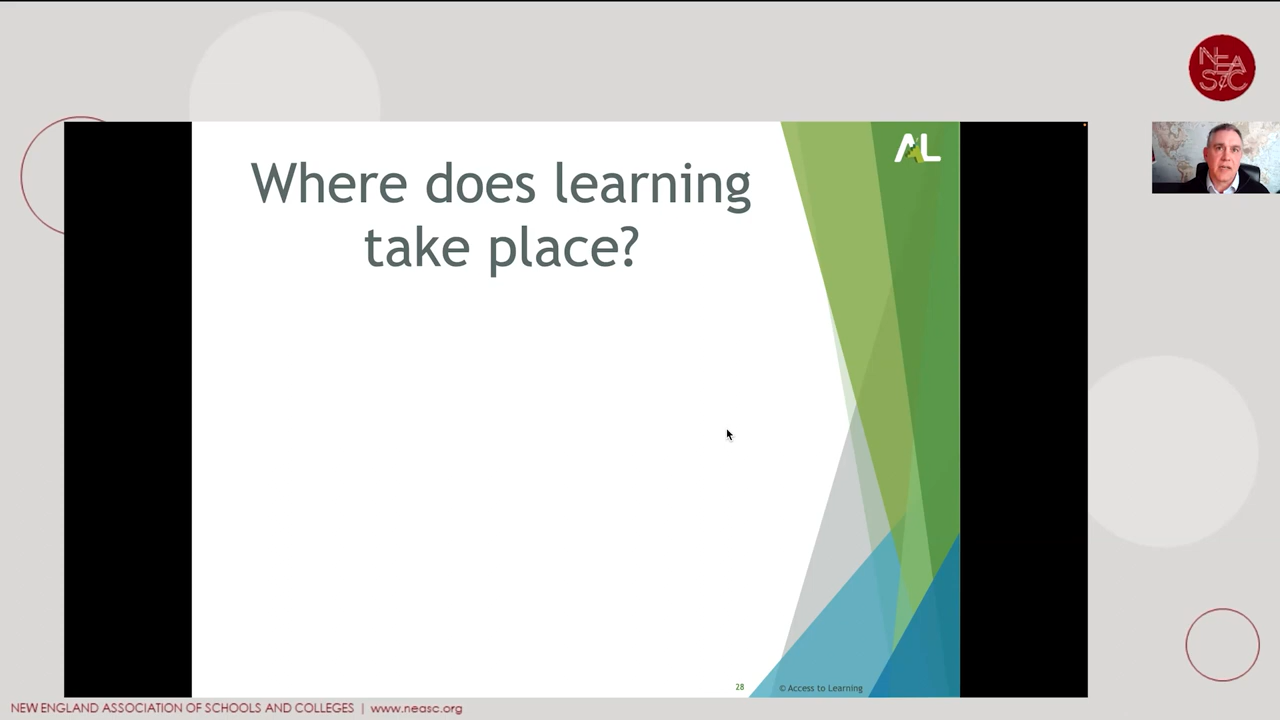 NEASC
AL
Where does learning
take place?
28
© Access to Learning
NEW ENGLAND ASSOCIATION OF SCHOOLS AND COLLEGES | www.neasc.org